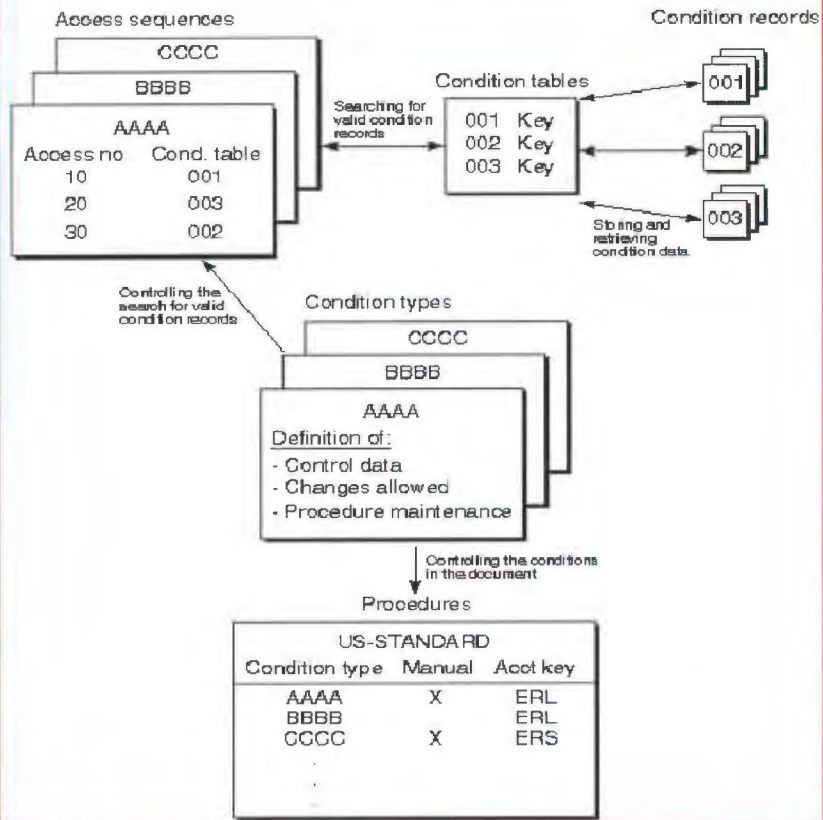 Access sequences
Condition records
CCCC
BBBB
AAAA
Access no Cond. table
10 001
20 003
30 002
Searching for
valid condition
records
Condition tables
001 Key
002 Key
003 Key
001
002
003
Storing and
retrieving
condition data
Controlling the
search for valid
condition records
Condition types
CCCC
BBBB
AAAA
Definition of:
- Control data
- Changes allowed
- Procedure maintenance
Controlling the conditions
in the document
Procedures
US-STANDARD
Condition type Manual Acct key
AAAA X ERL
BBBB ERL
CCCC X ERS
.
.
.